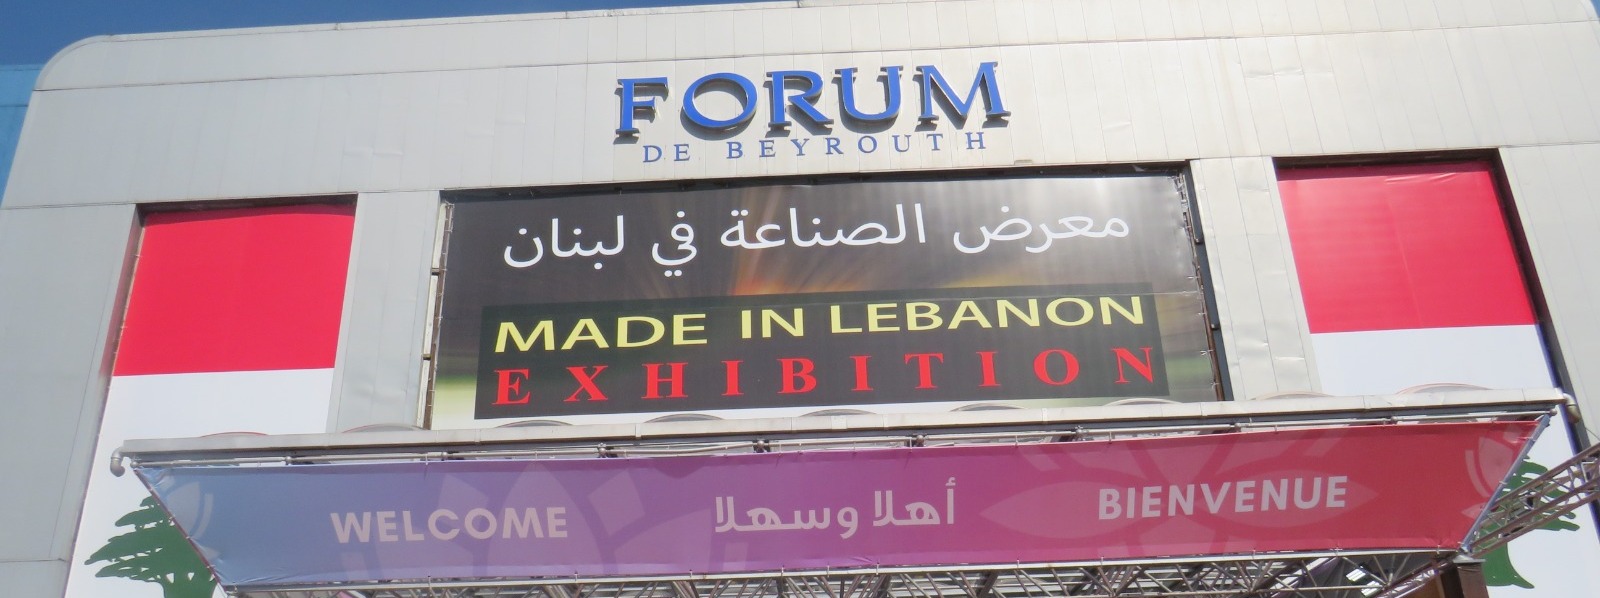 FORUM
DE BEYROUTH
معرض الصناعة في لبنان
MADE IN LEBANON
EXHIBITION
WELCOME أهلا وسهلا BIENVENUE